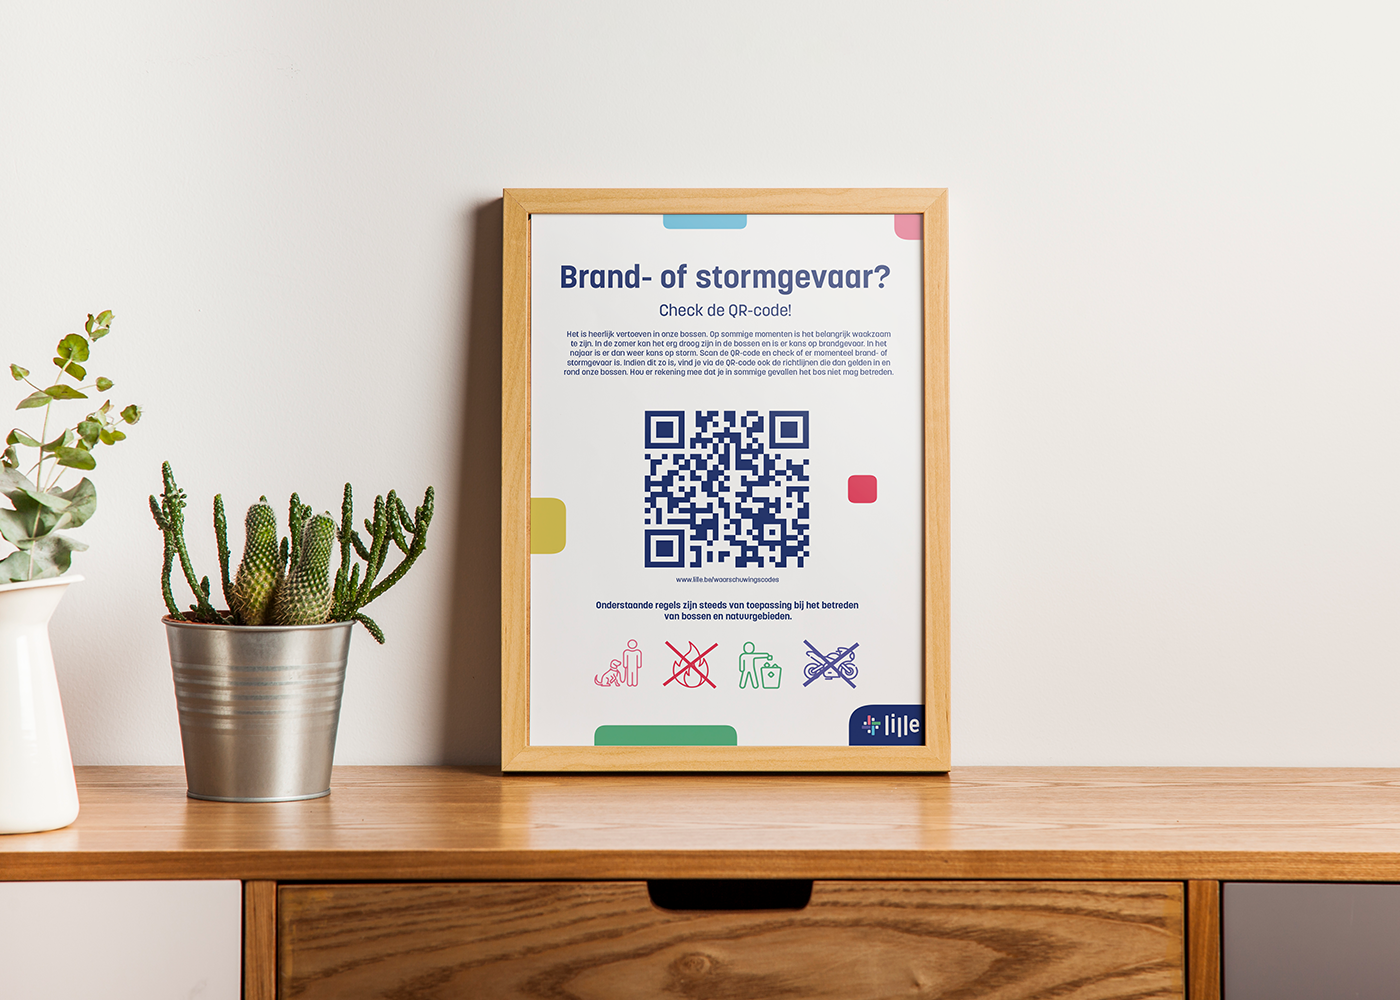 Brand- of stormgevaar?
Check de QR-code!
Het is heerlijk vertoeven in onze bossen. Op sommige momenten is het belangrijk waakzaam
te zijn. In de zomer kan het erg droog zijn in de bossen en is er kans op brandgevaar. In het
najaar is er dan weer kans op storm. Scan de QR-code en check of er momenteel brand- of
stormgevaar is. Indien dit zo is, vind je via de QR-code ook de richtlijnen die dan gelden in en
rond onze bossen. Hou er rekening mee dat je in sommige gevallen het bos niet mag betreden.
www.lille.be/waarschuwingscodes
Onderstaande regels zijn steeds van toepassing bij het betreden
van bossen en natuurgebieden.
lille